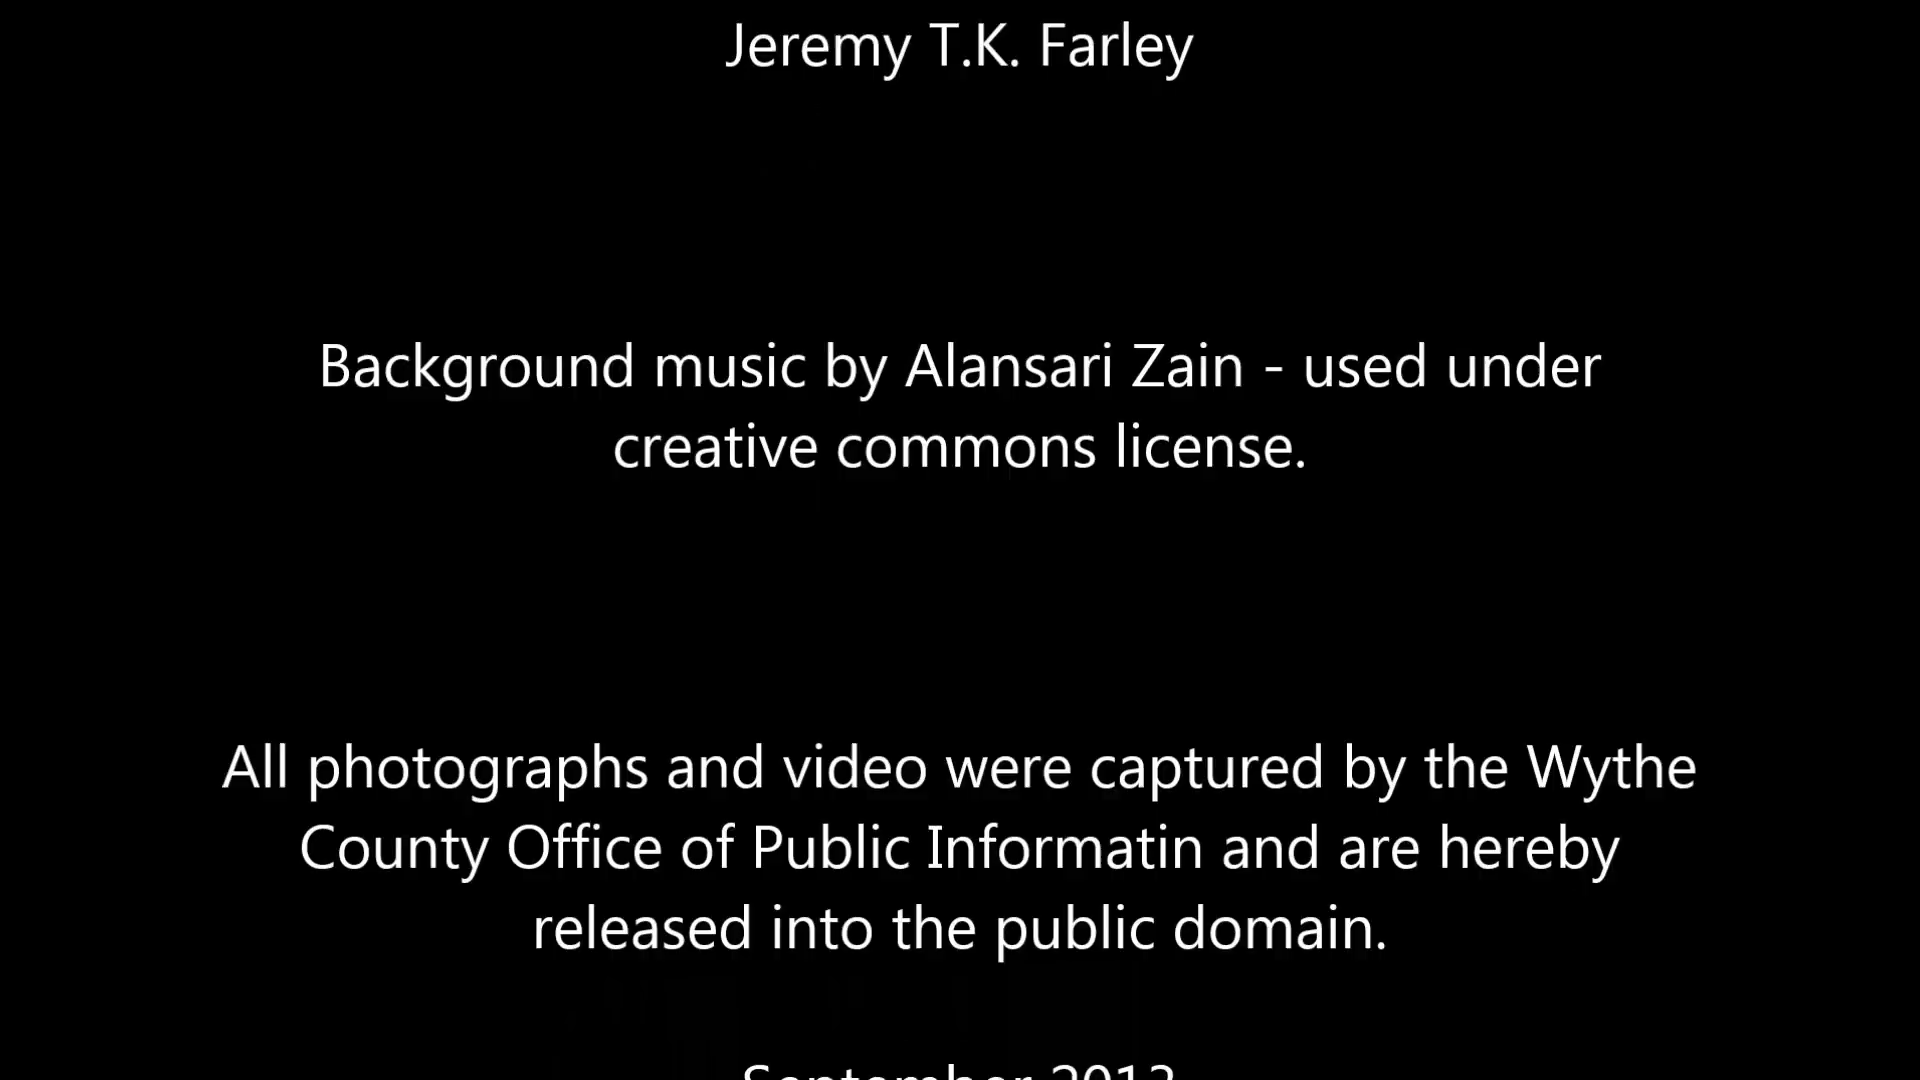 Jeremy T.K. Farley
Background music by Alansari Zain - used under
creative commons license.
All photographs and video were captured by the Wythe
County Office of Public Informatin and are hereby
released into the public domain.
September